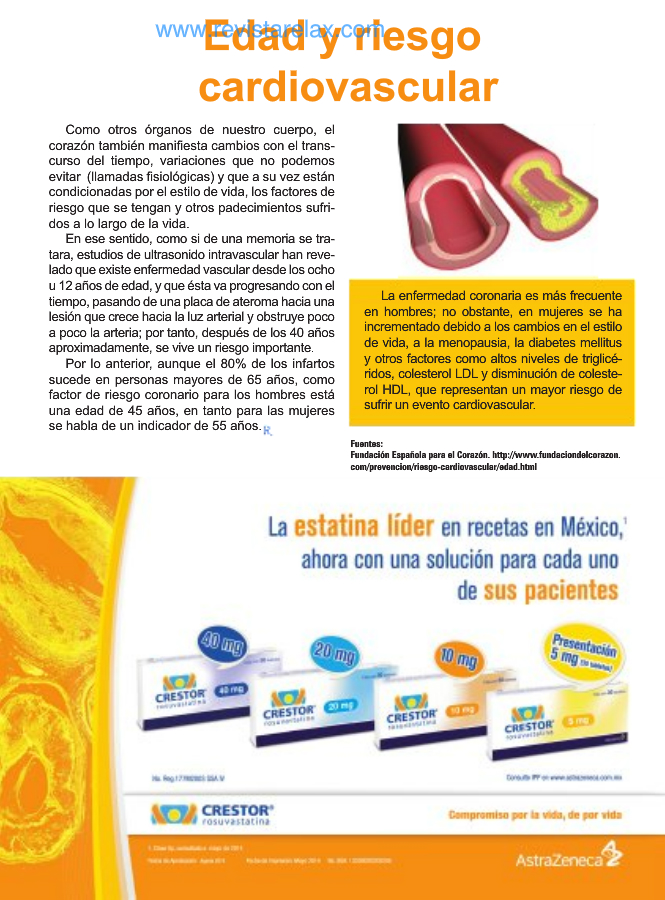 www.revistarelax.com
Edad y riesgo
cardiovascular
Como otros órganos de nuestro cuerpo, el
corazón también manifiesta cambios con el trans-
curso del tiempo, variaciones que no podemos
evitar (llamadas fisiológicas) y que a su vez están
condicionadas por el estilo de vida, los factores de
riesgo que se tengan y otros padecimientos sufri-
dos a lo largo de la vida.
En ese sentido, como si de una memoria se tra-
tara, estudios de ultrasonido intravascular han reve-
lado que existe enfermedad vascular desde los ocho
u 12 años de edad, y que ésta va progresando con el
tiempo, pasando de una placa de ateroma hacia una
lesión que crece hacia la luz arterial y obstruye poco
a poco la arteria; por tanto, después de los 40 años
aproximadamente, se vive un riesgo importante.
Por lo anterior, aunque el 80% de los infartos
sucede en personas mayores de 65 años, como
factor de riesgo coronario para los hombres está
una edad de 45 años, en tanto para las mujeres
se habla de un indicador de 55 años.
La enfermedad coronaria es más frecuente
en hombres; no obstante, en mujeres se ha
incrementado debido a los cambios en el estilo
de vida, a la menopausia, la diabetes mellitus
y otros factores como altos niveles de triglicé-
ridos, colesterol LDL y disminución de coleste-
rol HDL, que representan un mayor riesgo de
sufrir un evento cardiovascular.
Fuentes:
Fundación Española para el Corazón. http://www.fundaciondelcorazon.
com/prevencion/riesgo-cardiovascular/edad.html
La estatina líder en recetas en México,¹
ahora con una solución para cada uno
de sus pacientes
40 mg
20 mg
10 mg
Presentación
5 mg
CRESTOR
rosuvastatina
40 mg
CRESTOR
rosuvastatina
20 mg
CRESTOR
rosuvastatina
10 mg
CRESTOR
rosuvastatina
5 mg
Consulte IPP en www.astrazeneca.com.mx
CRESTOR®
rosuvastatina
Compromiso por la vida, de por vida
AstraZeneca